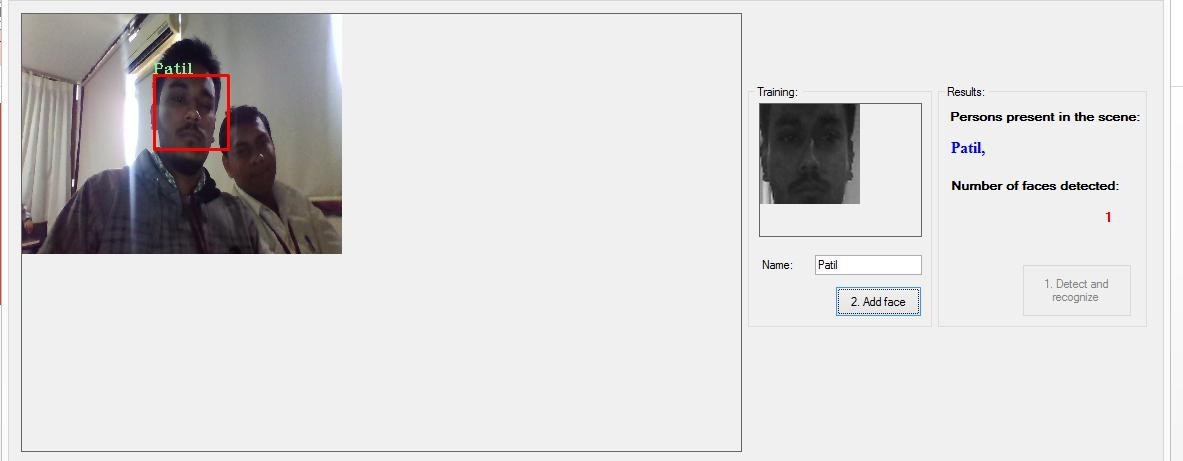 Patil
Training:
Name:
Patil
2. Add face
Results:
Persons present in the scene:
Patil,
Number of faces detected:
1
1. Detect and
recognize